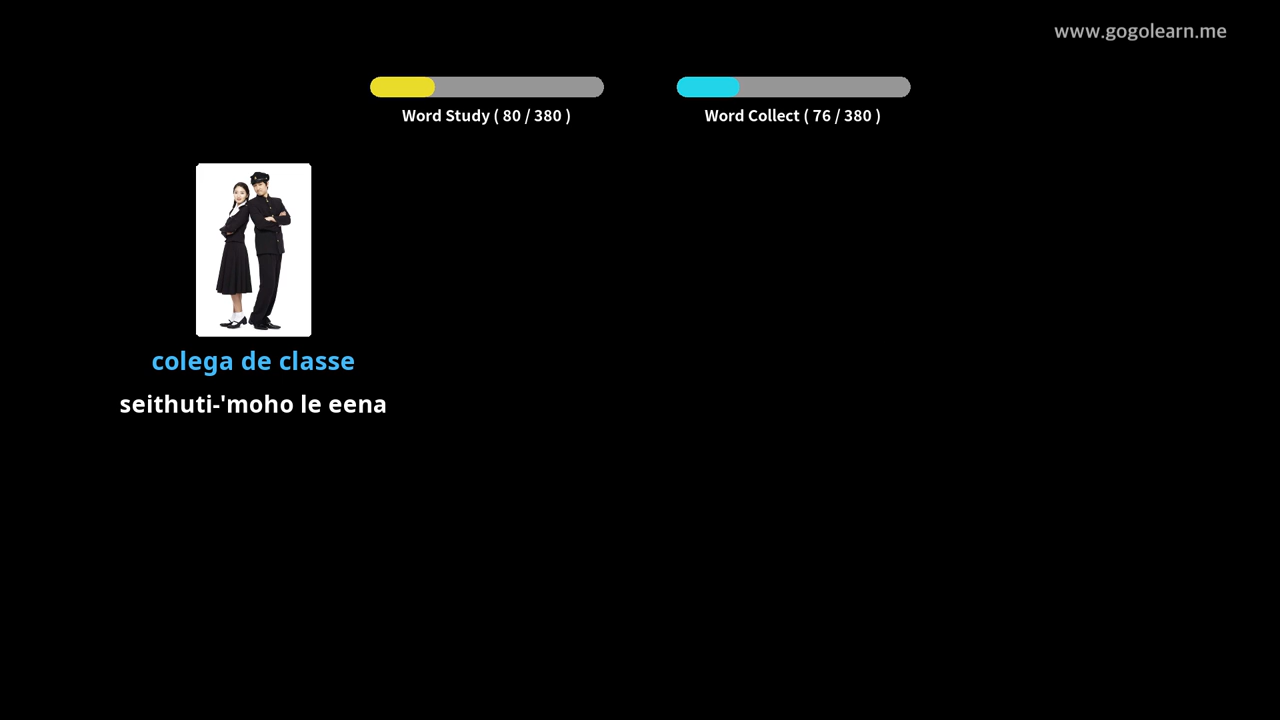 www.gogolearn.me
Word Study ( 80 / 380 )
Word Collect ( 76 / 380 )
colega de classe
seithuti-'moho le eena